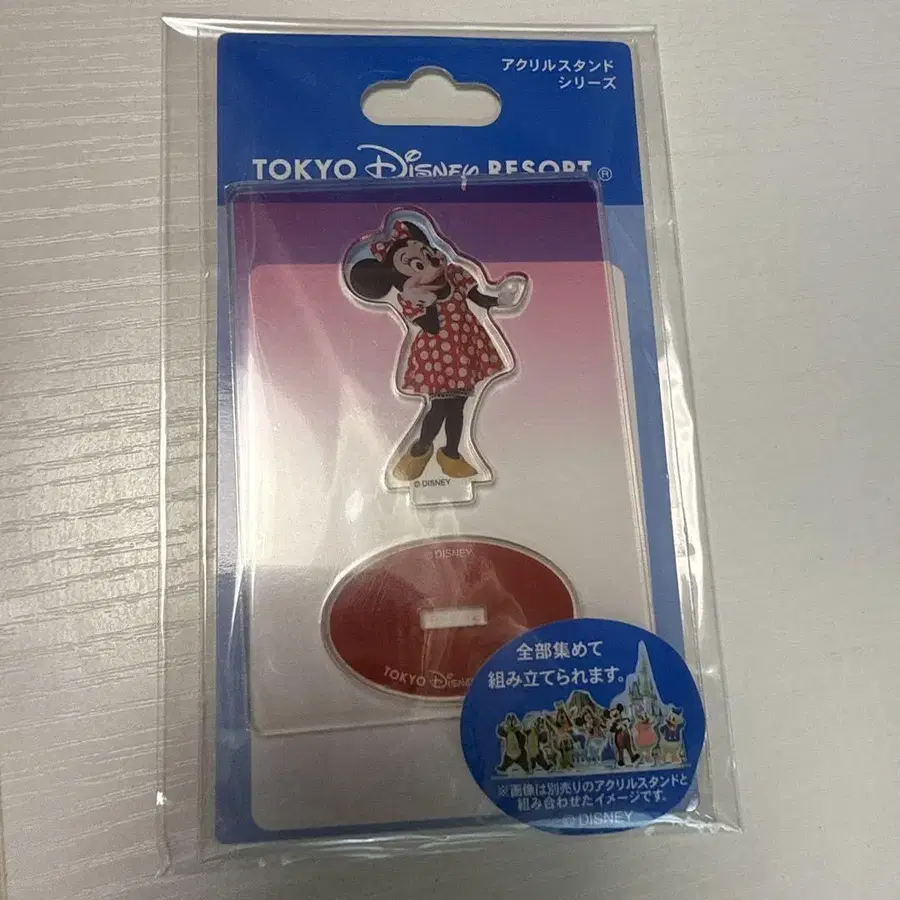 アクリルスタンド
シリーズ
TOKYO Disney RESORT®
© DISNEY
© DISNEY
TOKYO Disney
全部集めて
組み立てられます。
※画像は別売りのアクリルスタンドと
組み合わせたイメージです。
© DISNEY